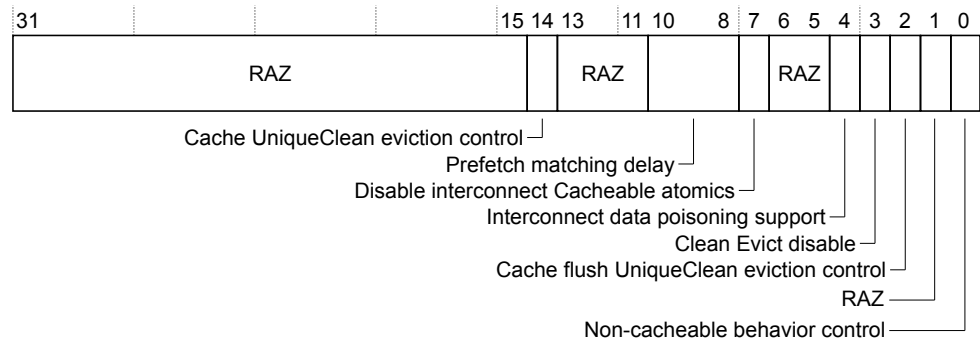 31 15 14 13 11 10 8 7 6 5 4 3 2 1 0
RAZ RAZ RAZ
Cache UniqueClean eviction control
Prefetch matching delay
Disable interconnect Cacheable atomics
Interconnect data poisoning support
Clean Evict disable
Cache flush UniqueClean eviction control
RAZ
Non-cacheable behavior control